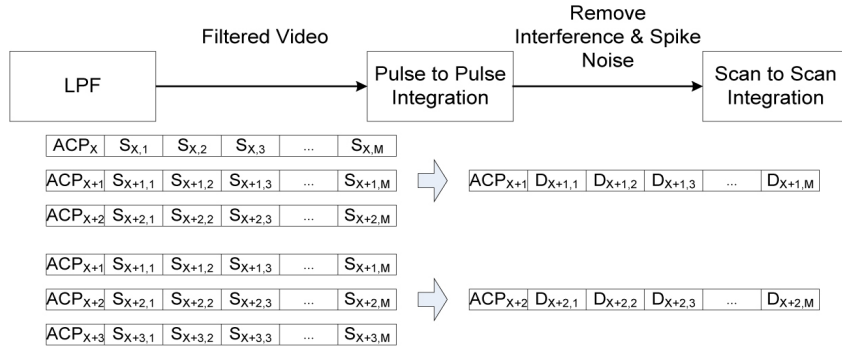 Filtered Video
Remove
Interference & Spike
Noise
LPF
Pulse to Pulse
Integration
Scan to Scan
Integration
ACPX SX,1 SX,2 SX,3 ... SX,M
ACPX+1 SX+1,1 SX+1,2 SX+1,3 ... SX+1,M
ACPX+1 DX+1,1 DX+1,2 DX+1,3 ... DX+1,M
ACPX+2 SX+2,1 SX+2,2 SX+2,3 ... SX+2,M
ACPX+1 SX+1,1 SX+1,2 SX+1,3 ... SX+1,M
ACPX+2 SX+2,1 SX+2,2 SX+2,3 ... SX+2,M
ACPX+2 DX+2,1 DX+2,2 DX+2,3 ... DX+2,M
ACPX+3 SX+3,1 SX+3,2 SX+3,3 ... SX+3,M